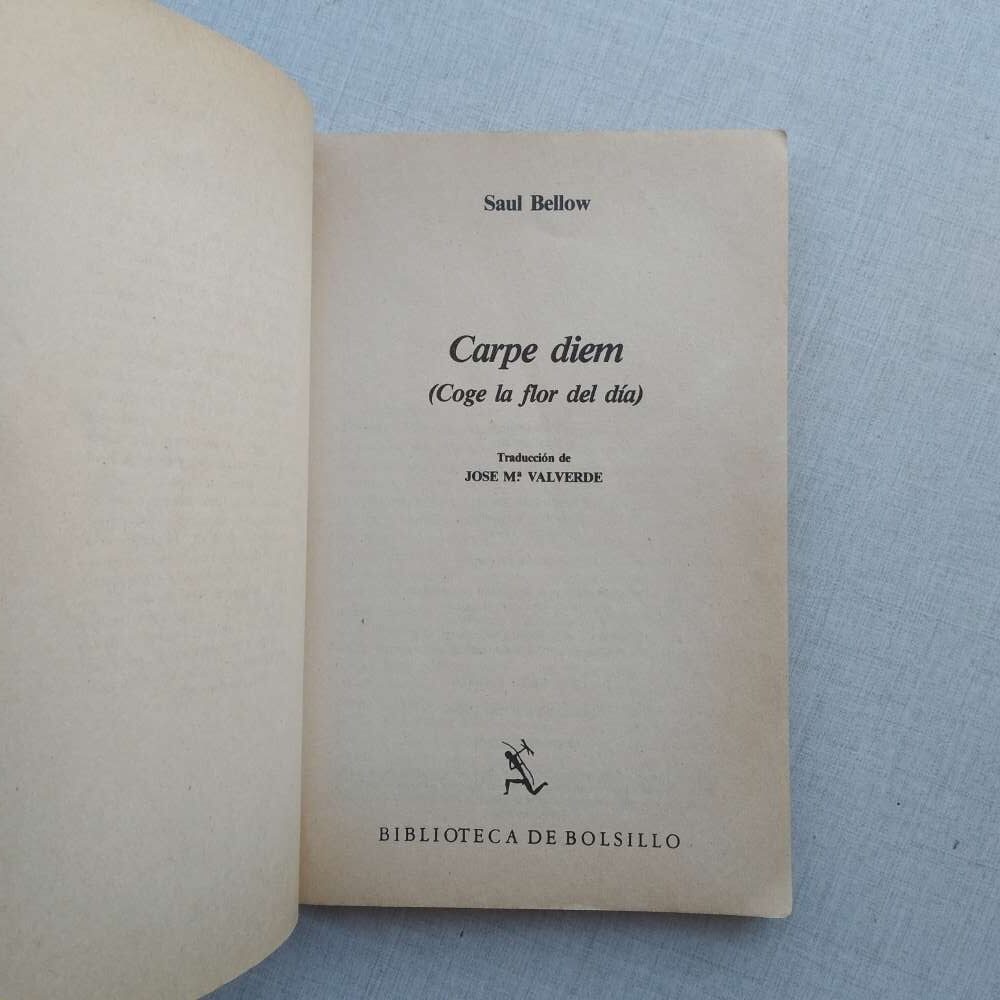 Saul Bellow
Carpe diem
(Coge la flor del día)
Traducción de
JOSE Mª VALVERDE
BIBLIOTECA DE BOLSILLO